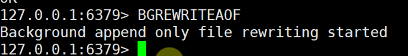 127.0.0.1:6379> BGREWRITEAOF
Background append only file rewriting started
127.0.0.1:6379>